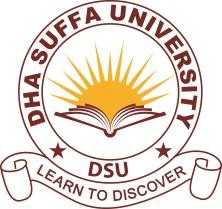 DHA SUFFA UNIVERSITY
DSU
LEARN TO DISCOVER